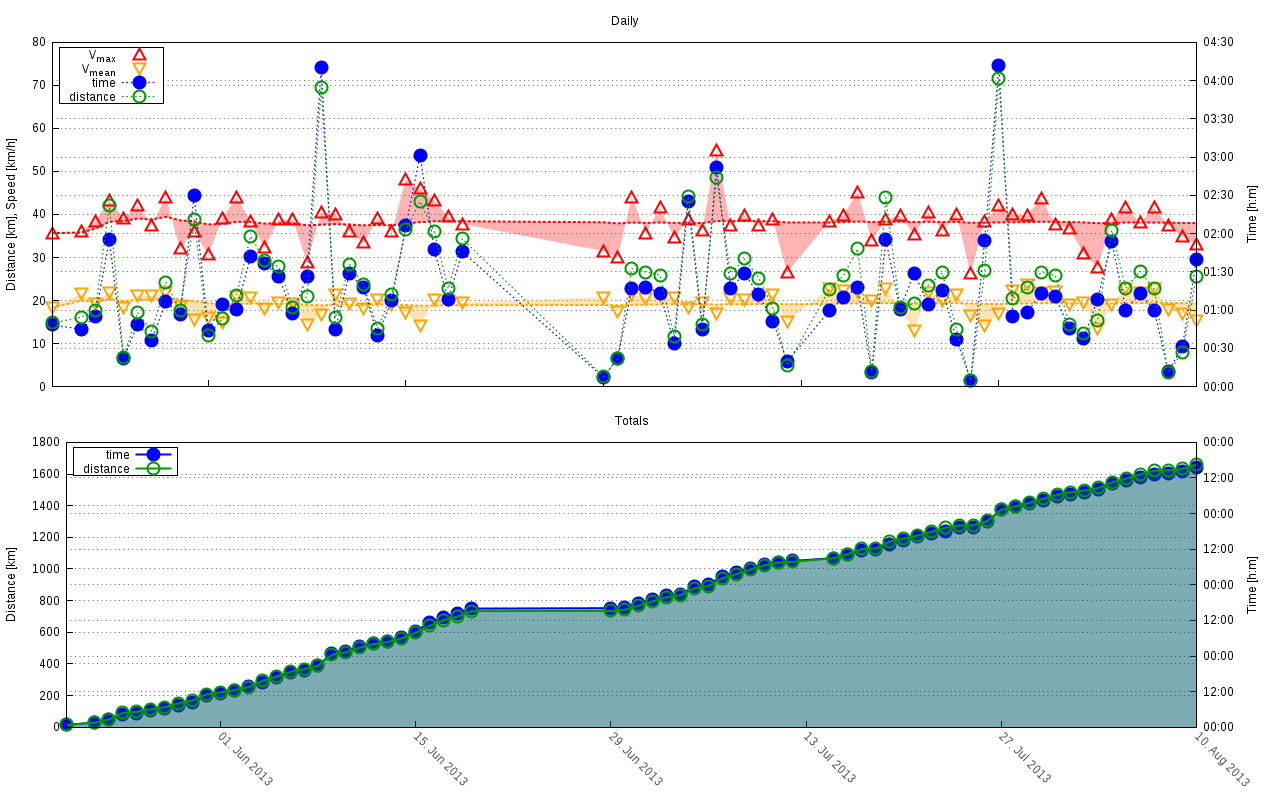 Daily
Distance [km], Speed [km/h]
80
70
60
50
40
30
20
10
0
Vmax
Vmean
time
distance
04:30
04:00
03:30
03:00
02:30
02:00
01:30
01:00
00:30
00:00
Time [h:m]
Totals
Distance [km]
1800
1600
1400
1200
1000
800
600
400
200
0
time
distance
00:00
12:00
00:00
12:00
00:00
12:00
00:00
12:00
00:00
Time [h:m]
01. Jun 2013
15. Jun 2013
29. Jun 2013
13. Jul 2013
27. Jul 2013
10. Aug 2013